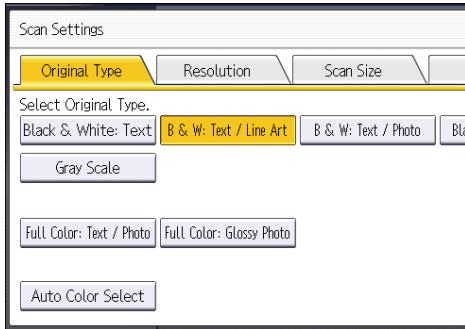 Scan Settings
Original Type Resolution Scan Size
Select Original Type.
Black & White: Text B & W: Text / Line Art B & W: Text / Photo Bla
Gray Scale
Full Color: Text / Photo Full Color: Glossy Photo
Auto Color Select